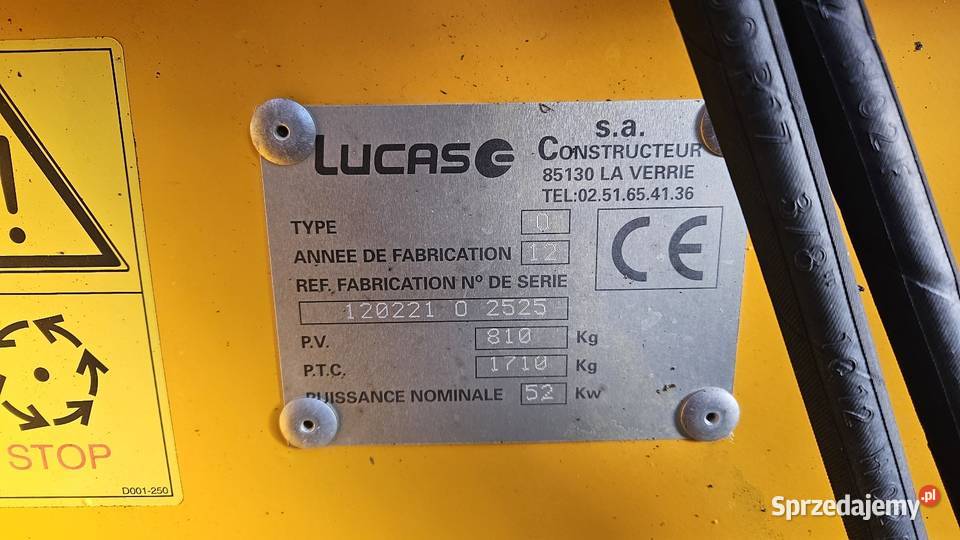 LUCAS G
s.a.
CONSTRUCTEUR
85130 LA VERRIE
TEL:02.51.65.41.36
TYPE 0
ANNEE DE FABRICATION 12
REF. FABRICATION N° DE SERIE
120221 0 2525
P.V. 810 Kg
P.T.C. 1710 Kg
PUISSANCE NOMINALE 52 Kw
CE
STOP
D001-250
Sprzedajemy.pl